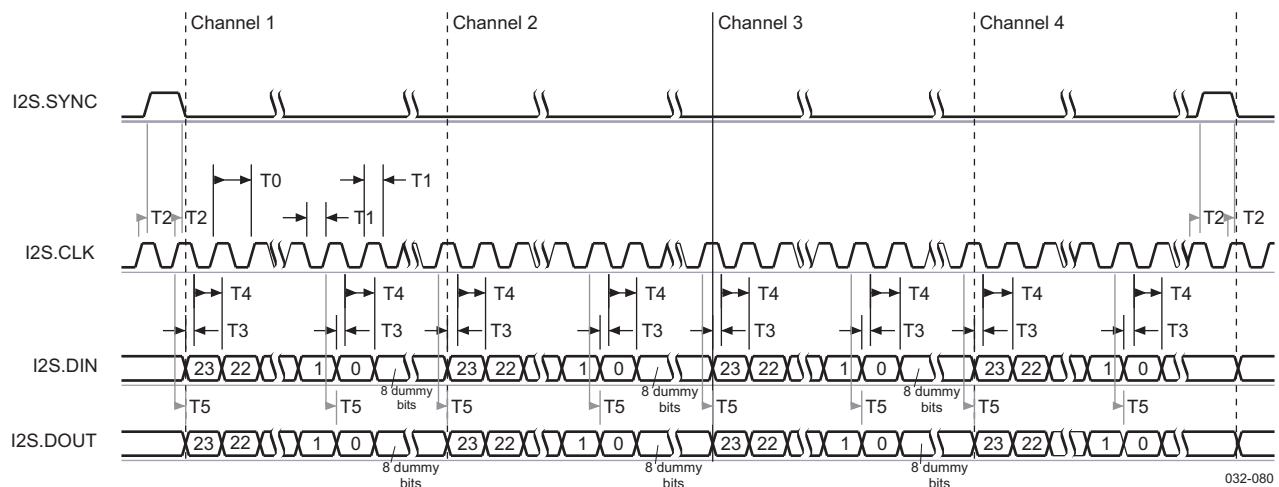 Channel 1 Channel 2 Channel 3 Channel 4
I2S.SYNC
T0 T1
T2 T2 T1 T2 T2
I2S.CLK
T4 T4 T4 T4 T4 T4 T4 T4
T3 T3 T3 T3 T3 T3 T3 T3
I2S.DIN 23 22 1 0 23 22 1 0 23 22 1 0 23 22 1 0
8 dummy bits 8 dummy bits 8 dummy bits
T5 T5 T5 T5 T5 T5 T5 T5
I2S.DOUT 23 22 1 0 23 22 1 0 23 22 1 0 23 22 1 0
8 dummy bits 8 dummy bits 8 dummy bits
032-080